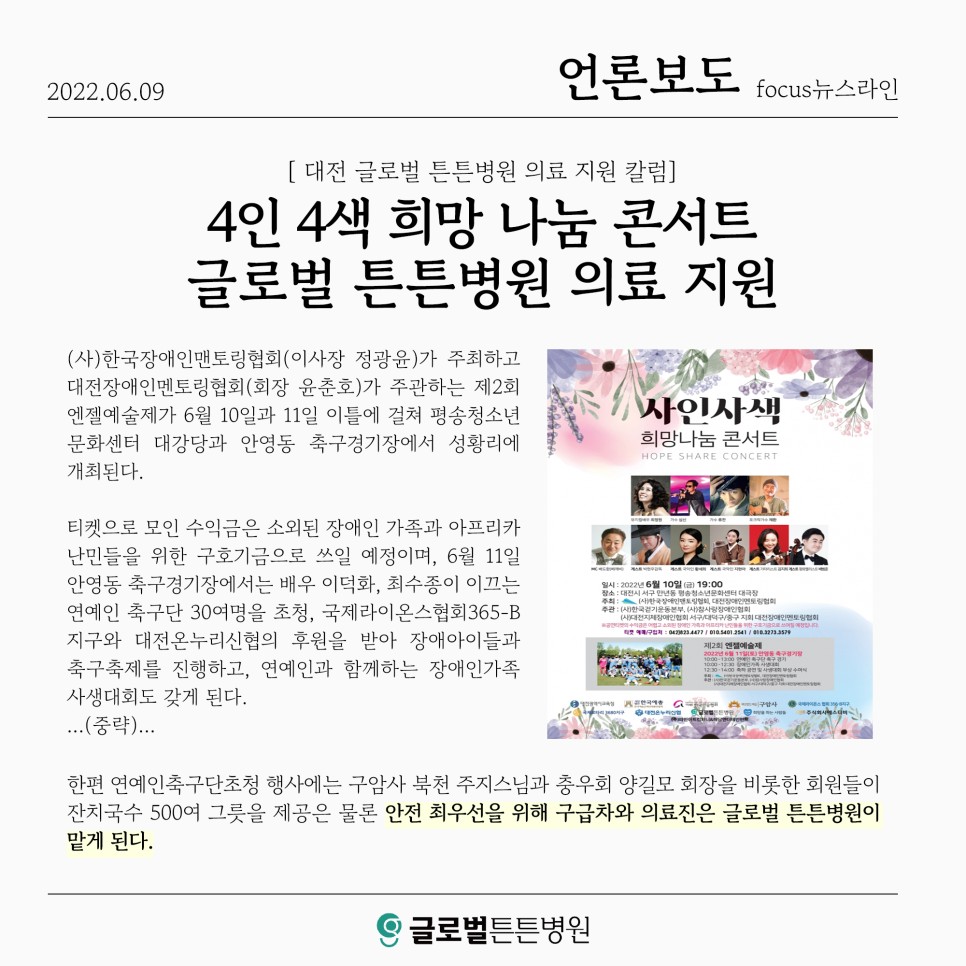 2022.06.09
언론보도 focus뉴스라인
[ 대전 글로벌 튼튼병원 의료 지원 칼럼]
4인 4색 희망 나눔 콘서트
글로벌 튼튼병원 의료 지원
(사)한국장애인맨토링협회(이사장 정광윤)가 주최하고
대전장애인멘토링협회(회장 윤춘호)가 주관하는 제2회
엔젤예술제가 6월 10일과 11일 이틀에 걸쳐 평송청소년
문화센터 대강당과 안영동 축구경기장에서 성황리에
개최된다.
티켓으로 모인 수익금은 소외된 장애인 가족과 아프리카
난민들을 위한 구호기금으로 쓰일 예정이며, 6월 11일
안영동 축구경기장에서는 배우 이덕화, 최수종이 이끄는
연예인 축구단 30여명을 초청, 국제라이온스협회365-B
지구와 대전온누리신협의 후원을 받아 장애아이들과
축구축제를 진행하고, 연예인과 함께하는 장애인가족
사생대회도 갖게 된다.
...(중략)...
사인사색
희망나눔 콘서트
HOPE SHARE CONCERT
일시 : 2022년 6월 10일 (금) 19:00
장소 : 대전시 서구 만년동 평송청소년문화센터 대극장
주최 : (사)한국장애인맨토링협회, 대전장애인맨토링협회
주관 : (사)한국걷기운동본부, (사)참사랑장애인협회
(사)대전지체장애인협회 서구/대덕구/중구 지회 대전장애인멘토링협회
티켓 예매/구입처 : 042)823.4477 / 010.5401.2541 / 010.3273.3579
제2회 엔젤예술제
2022년 6월 11일(토) 안영동 축구경기장
한편 연예인축구단초청 행사에는 구암사 북천 주지스님과 충우회 양길모 회장을 비롯한 회원들이
잔치국수 500여 그릇을 제공은 물론 안전 최우선을 위해 구급차와 의료진은 글로벌 튼튼병원이
맡게 된다.
글로벌튼튼병원